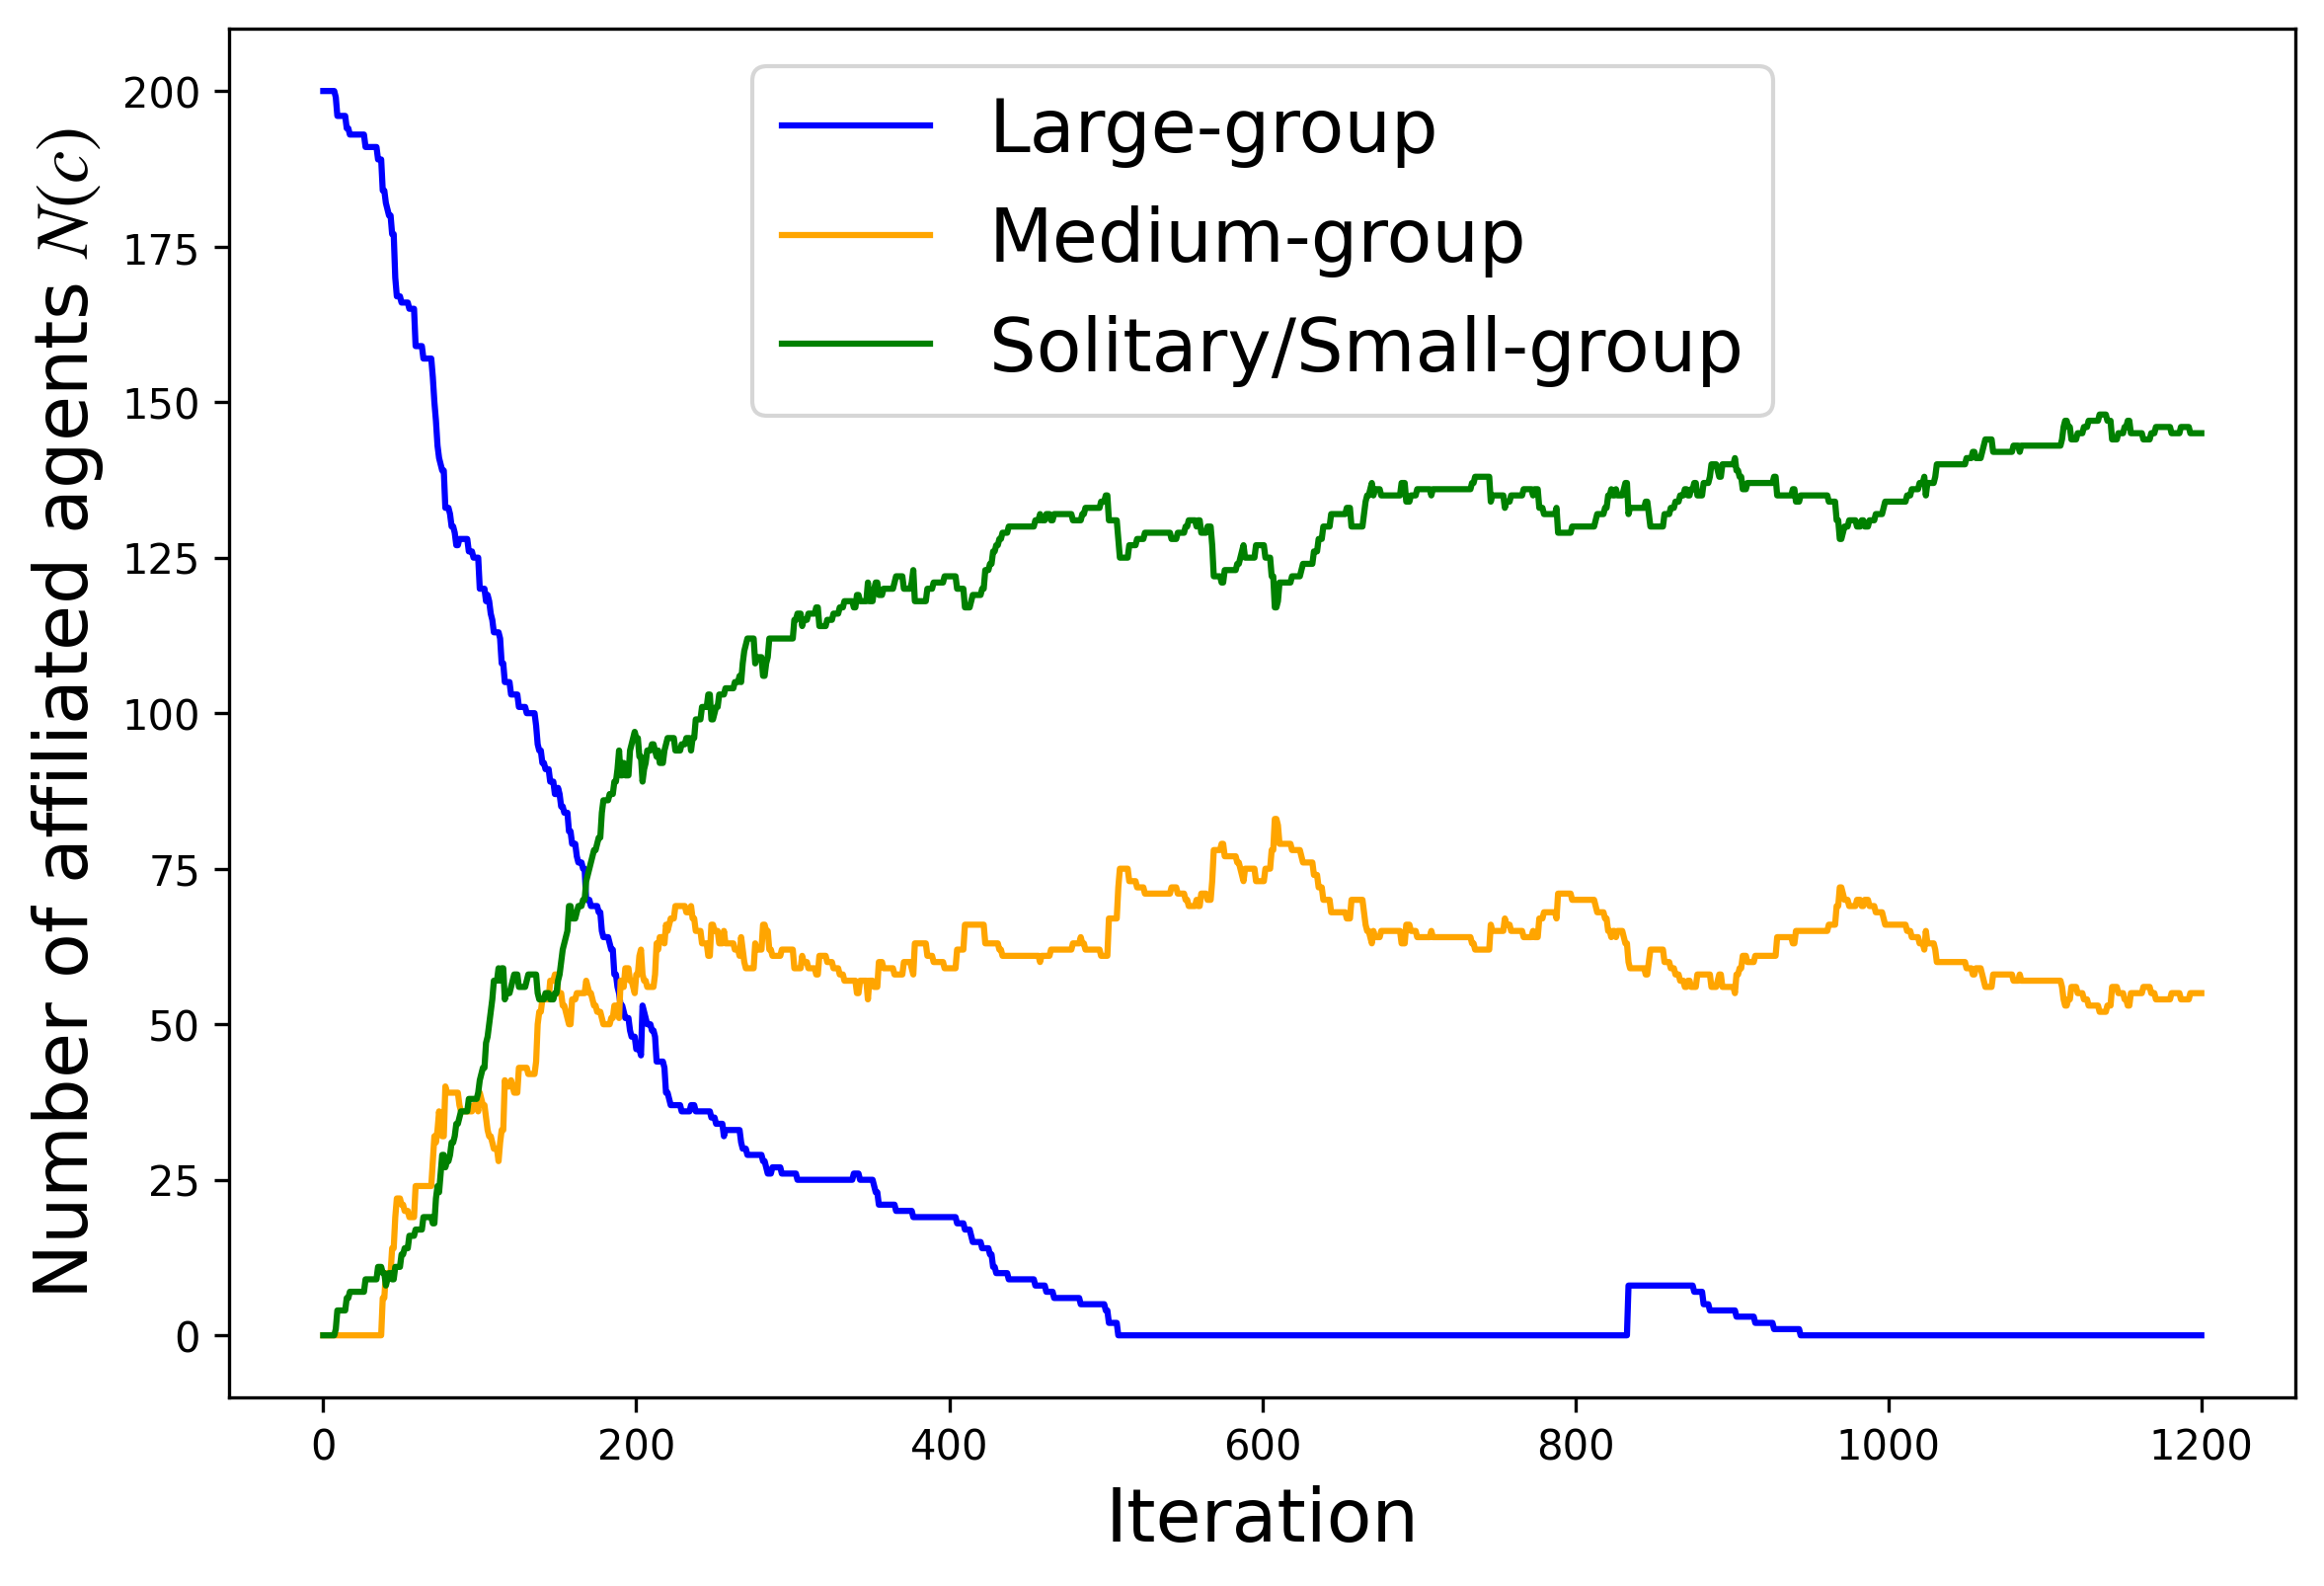 Number of affiliated agents N(c)
200
175
150
125
100
75
50
25
0
Large-group
Medium-group
Solitary/Small-group
0 200 400 600 800 1000 1200
Iteration